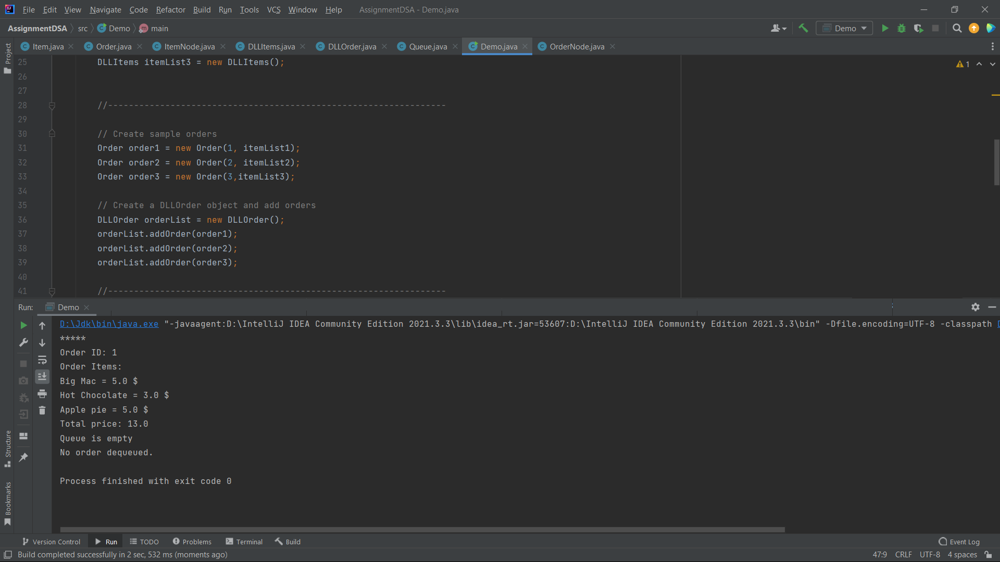 File Edit View Navigate Code Refactor Build Run Tools VCS Window Help AssignmentDSA - Demo.java
AssignmentDSA src Demo main Demo
Item.java Order.java ItemNode.java DLLItems.java DLLOrder.java Queue.java Demo.java OrderNode.java
Project
25 DLLItems itemList3 = new DLLItems();
1
26
27
28 //-----------------------------------------------------------------
29
30 // Create sample orders
31 Order order1 = new Order(1, itemList1);
32 Order order2 = new Order(2, itemList2);
33 Order order3 = new Order(3,itemList3);
34
35 // Create a DLLOrder object and add orders
36 DLLOrder orderList = new DLLOrder();
37 orderList.addOrder(order1);
38 orderList.addOrder(order2);
39 orderList.addOrder(order3);
40
41 //-----------------------------------------------------------------
Run: Demo
D:\Jdk\bin\java.exe "-javaagent:D:\IntelliJ IDEA Community Edition 2021.3.3\lib\idea_rt.jar=53607:D:\IntelliJ IDEA Community Edition 2021.3.3\bin" -Dfile.encoding=UTF-8 -classpath
*****
Order ID: 1
Order Items:
Big Mac = 5.0 $
Hot Chocolate = 3.0 $
Apple pie = 5.0 $
Total price: 13.0
Queue is empty
No order dequeued.
Process finished with exit code 0
Structure
Bookmarks
Version Control Run TODO Problems Terminal Build Event Log
Build completed successfully in 2 sec, 532 ms (moments ago) 47:9 CRLF UTF-8 4 spaces